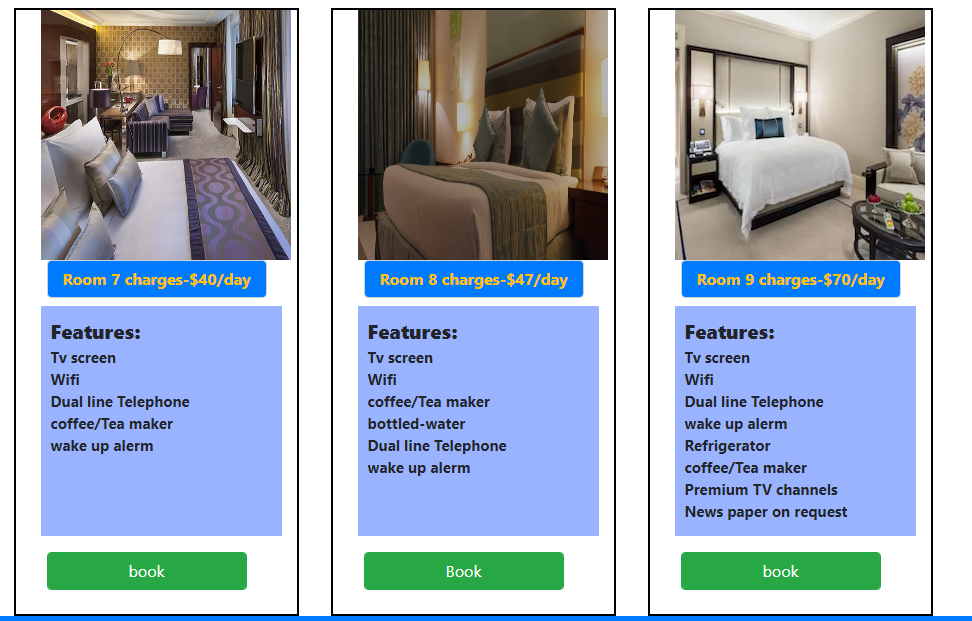 Room 7 charges-$40/day
Features:
Tv screen
Wifi
Dual line Telephone
coffee/Tea maker
wake up alerm
book
Room 8 charges-$47/day
Features:
Tv screen
Wifi
coffee/Tea maker
bottled-water
Dual line Telephone
wake up alerm
Book
Room 9 charges-$70/day
Features:
Tv screen
Wifi
Dual line Telephone
wake up alerm
Refrigerator
coffee/Tea maker
Premium TV channels
News paper on request
book